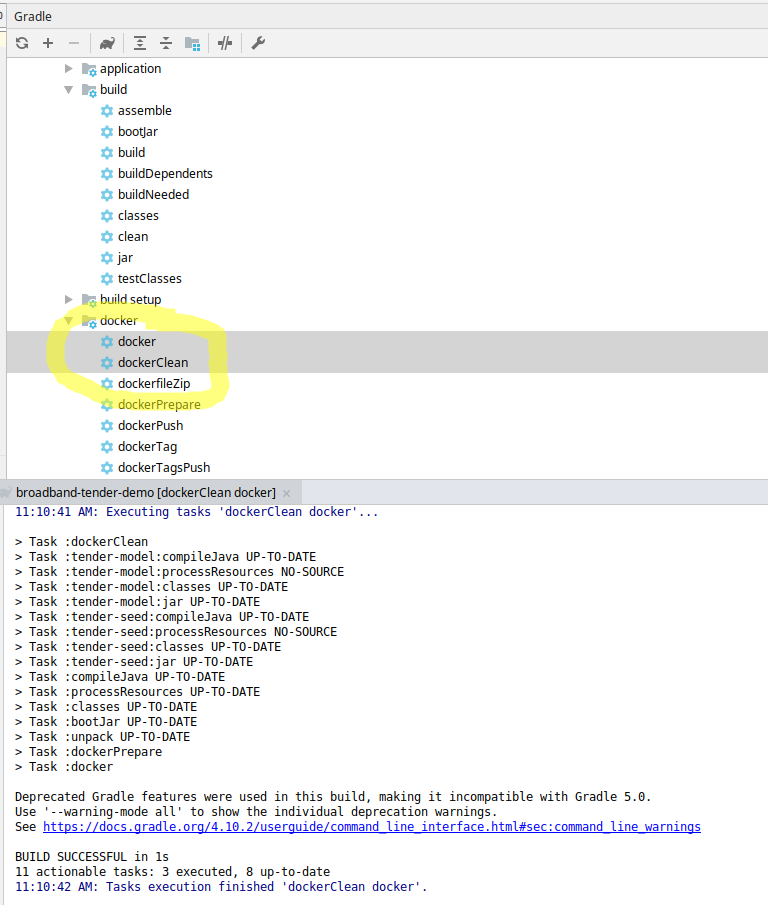 Gradle
application
build
assemble
bootJar
build
buildDependents
buildNeeded
classes
clean
jar
testClasses
build setup
docker
docker
dockerClean
dockerfileZip
dockerPrepare
dockerPush
dockerTag
dockerTagsPush
broadband-tender-demo [dockerClean docker]
11:10:41 AM: Executing tasks 'dockerClean docker'...
> Task :dockerClean
> Task :tender-model:compileJava UP-TO-DATE
> Task :tender-model:processResources NO-SOURCE
> Task :tender-model:classes UP-TO-DATE
> Task :tender-model:jar UP-TO-DATE
> Task :tender-seed:compileJava UP-TO-DATE
> Task :tender-seed:processResources NO-SOURCE
> Task :tender-seed:classes UP-TO-DATE
> Task :tender-seed:jar UP-TO-DATE
> Task :compileJava UP-TO-DATE
> Task :processResources UP-TO-DATE
> Task :classes UP-TO-DATE
> Task :bootJar UP-TO-DATE
> Task :unpack UP-TO-DATE
> Task :dockerPrepare
> Task :docker
Deprecated Gradle features were used in this build, making it incompatible with Gradle 5.0.
Use '--warning-mode all' to show the individual deprecation warnings.
See https://docs.gradle.org/4.10.2/userguide/command_line_interface.html#sec:command_line_warnings
BUILD SUCCESSFUL in 1s
11 actionable tasks: 3 executed, 8 up-to-date
11:10:42 AM: Tasks execution finished 'dockerClean docker'.